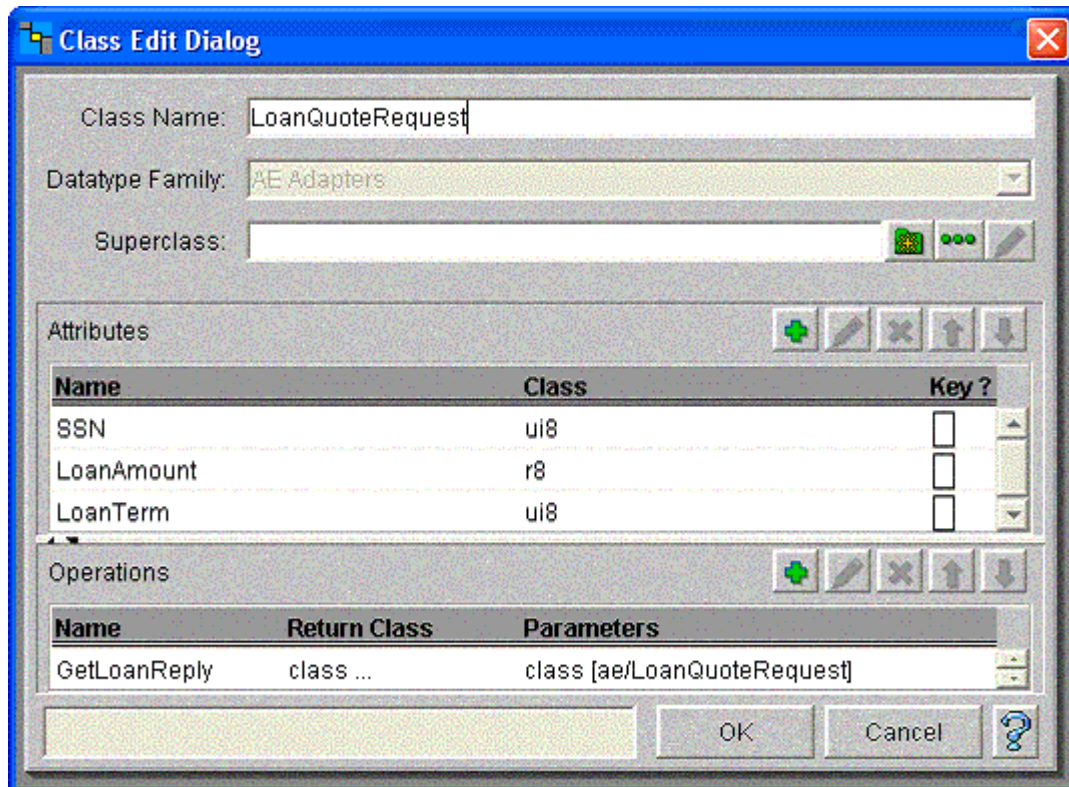 Class Edit Dialog
Class Name: LoanQuoteRequest
Datatype Family: AE Adapters
Superclass:
Attributes
Name Class Key ?
SSN ui8
LoanAmount r8
LoanTerm ui8
Operations
Name Return Class Parameters
GetLoanReply class ... class [ae/LoanQuoteRequest]
OK Cancel